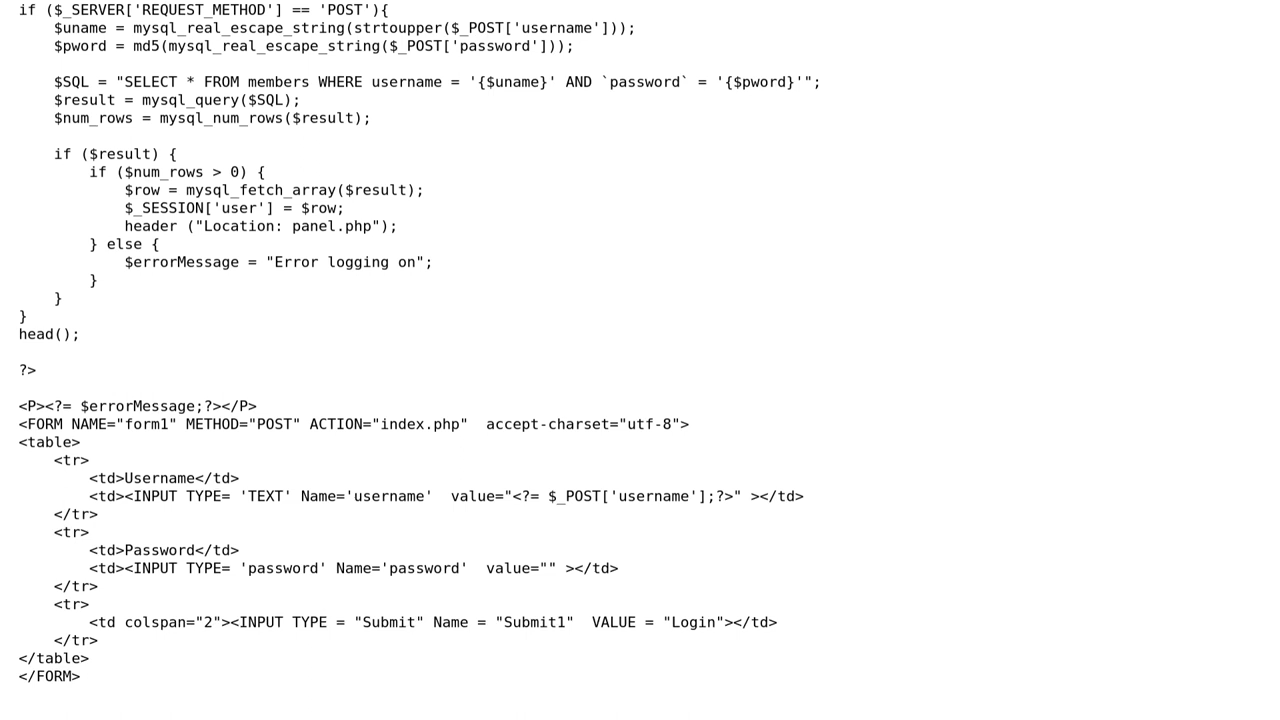 if ($_SERVER['REQUEST_METHOD'] == 'POST'){
    $uname = mysql_real_escape_string(strtoupper($_POST['username']));
    $pword = md5(mysql_real_escape_string($_POST['password']));

    $SQL = "SELECT * FROM members WHERE username = '{$uname}' AND `password` = '{$pword}'";
    $result = mysql_query($SQL);
    $num_rows = mysql_num_rows($result);

    if ($result) {
        if ($num_rows > 0) {
            $row = mysql_fetch_array($result);
            $_SESSION['user'] = $row;
            header ("Location: panel.php");
        } else {
            $errorMessage = "Error logging on";
        }
    }
}
head();

?>

<P><?= $errorMessage;?></P>
<FORM NAME="form1" METHOD="POST" ACTION="index.php"  accept-charset="utf-8">
<table>
    <tr>
        <td>Username</td>
        <td><INPUT TYPE= 'TEXT' Name='username'  value="<?= $_POST['username'];?>" ></td>
    </tr>
    <tr>
        <td>Password</td>
        <td><INPUT TYPE= 'password' Name='password'  value="" ></td>
    </tr>
    <tr>
        <td colspan="2"><INPUT TYPE = "Submit" Name = "Submit1"  VALUE = "Login"></td>
    </tr>
</table>
</FORM>